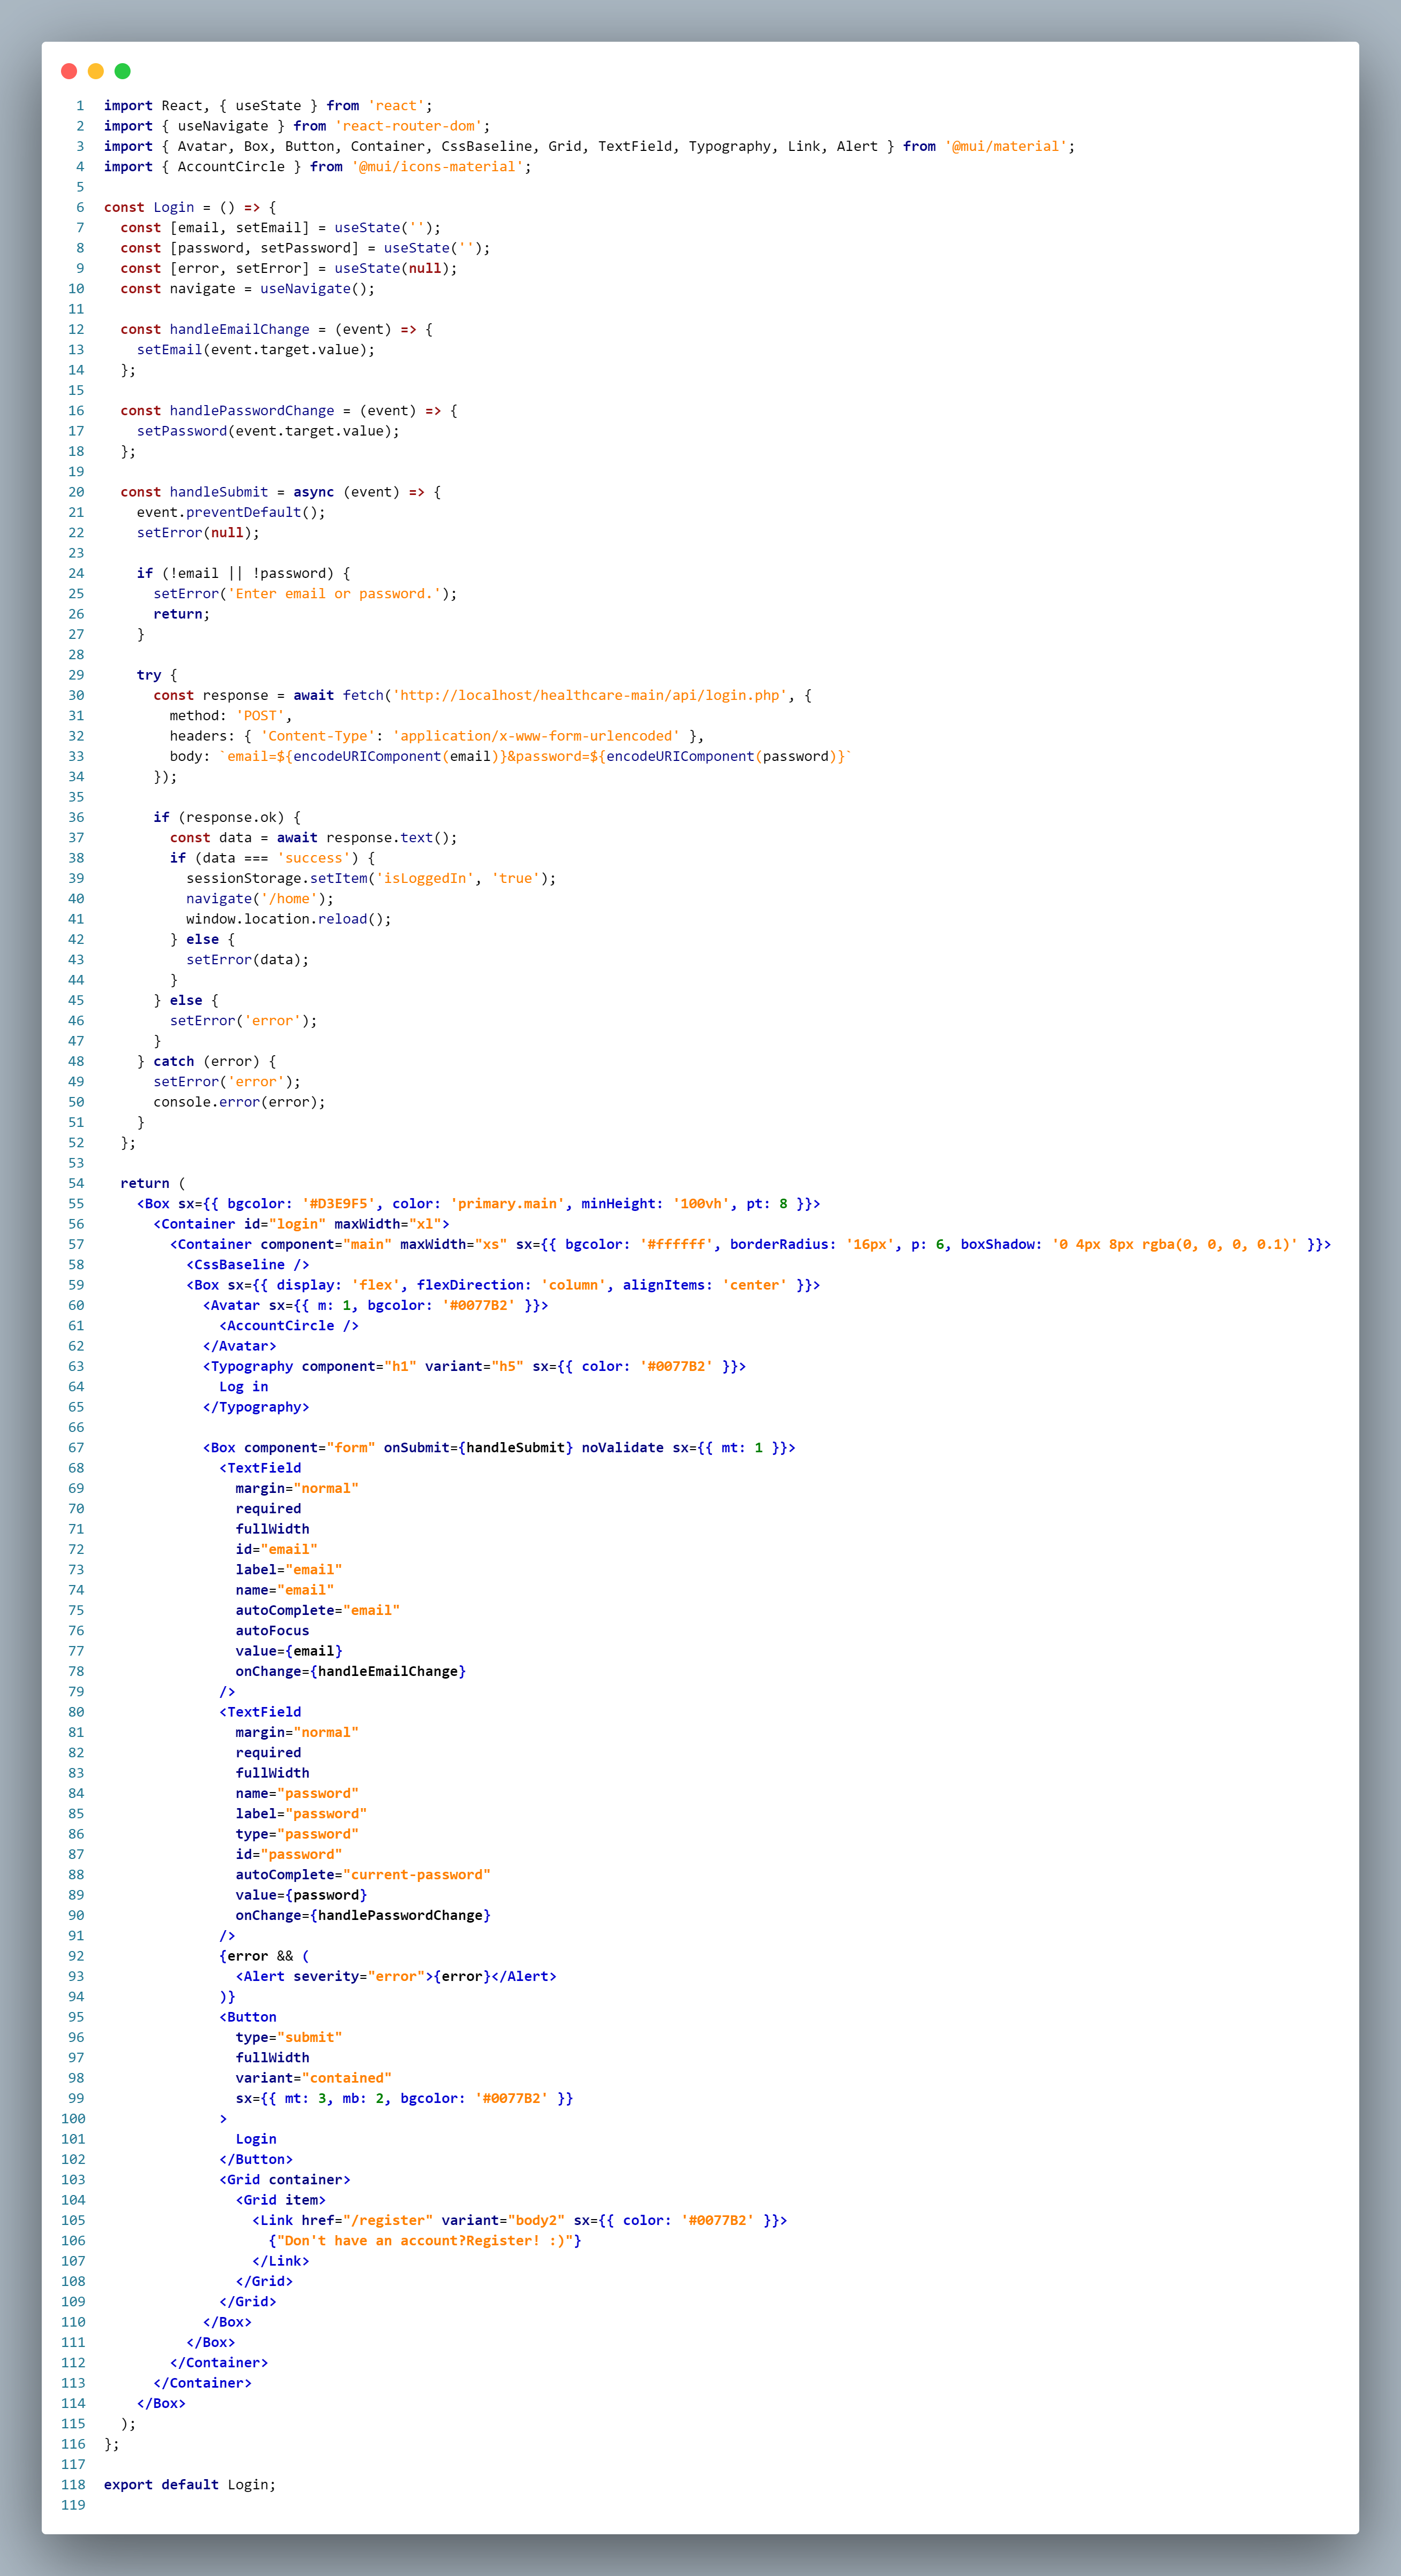 1 import React, { useState } from 'react';
2 import { useNavigate } from 'react-router-dom';
3 import { Avatar, Box, Button, Container, CssBaseline, Grid, TextField, Typography, Link, Alert } from '@mui/material';
4 import { AccountCircle } from '@mui/icons-material';
5
6 const Login = () => {
7   const [email, setEmail] = useState('');
8   const [password, setPassword] = useState('');
9   const [error, setError] = useState(null);
10   const navigate = useNavigate();
11
12   const handleEmailChange = (event) => {
13     setEmail(event.target.value);
14   };
15
16   const handlePasswordChange = (event) => {
17     setPassword(event.target.value);
18   };
19
20   const handleSubmit = async (event) => {
21     event.preventDefault();
22     setError(null);
23
24     if (!email || !password) {
25       setError('Enter email or password.');
26       return;
27     }
28
29     try {
30       const response = await fetch('http://localhost/healthcare-main/api/login.php', {
31         method: 'POST',
32         headers: { 'Content-Type': 'application/x-www-form-urlencoded' },
33         body: `email=${encodeURIComponent(email)}&password=${encodeURIComponent(password)}`
34       });
35
36       if (response.ok) {
37         const data = await response.text();
38         if (data === 'success') {
39           sessionStorage.setItem('isLoggedIn', 'true');
40           navigate('/home');
41           window.location.reload();
42         } else {
43           setError(data);
44         }
45       } else {
46         setError('error');
47       }
48     } catch (error) {
49       setError('error');
50       console.error(error);
51     }
52   };
53
54   return (
55     <Box sx={{ bgcolor: '#D3E9F5', color: 'primary.main', minHeight: '100vh', pt: 8 }}>
56       <Container id="login" maxWidth="xl">
57         <Container component="main" maxWidth="xs" sx={{ bgcolor: '#ffffff', borderRadius: '16px', p: 6, boxShadow: '0 4px 8px rgba(0, 0, 0, 0.1)' }}>
58           <CssBaseline />
59           <Box sx={{ display: 'flex', flexDirection: 'column', alignItems: 'center' }}>
60             <Avatar sx={{ m: 1, bgcolor: '#0077B2' }}>
61               <AccountCircle />
62             </Avatar>
63             <Typography component="h1" variant="h5" sx={{ color: '#0077B2' }}>
64               Log in
65             </Typography>
66
67             <Box component="form" onSubmit={handleSubmit} noValidate sx={{ mt: 1 }}>
68               <TextField
69                 margin="normal"
70                 required
71                 fullWidth
72                 id="email"
73                 label="email"
74                 name="email"
75                 autoComplete="email"
76                 autoFocus
77                 value={email}
78                 onChange={handleEmailChange}
79               />
80               <TextField
81                 margin="normal"
82                 required
83                 fullWidth
84                 name="password"
85                 label="password"
86                 type="password"
87                 id="password"
88                 autoComplete="current-password"
89                 value={password}
90                 onChange={handlePasswordChange}
91               />
92               {error && (
93                 <Alert severity="error">{error}</Alert>
94               )}
95               <Button
96                 type="submit"
97                 fullWidth
98                 variant="contained"
99                 sx={{ mt: 3, mb: 2, bgcolor: '#0077B2' }}
100               >
101                 Login
102               </Button>
103               <Grid container>
104                 <Grid item>
105                   <Link href="/register" variant="body2" sx={{ color: '#0077B2' }}>
106                     {"Don't have an account?Register! :)"}
107                   </Link>
108                 </Grid>
109               </Grid>
110             </Box>
111           </Box>
112         </Container>
113       </Container>
114     </Box>
115   );
116 };
117
118 export default Login;
119